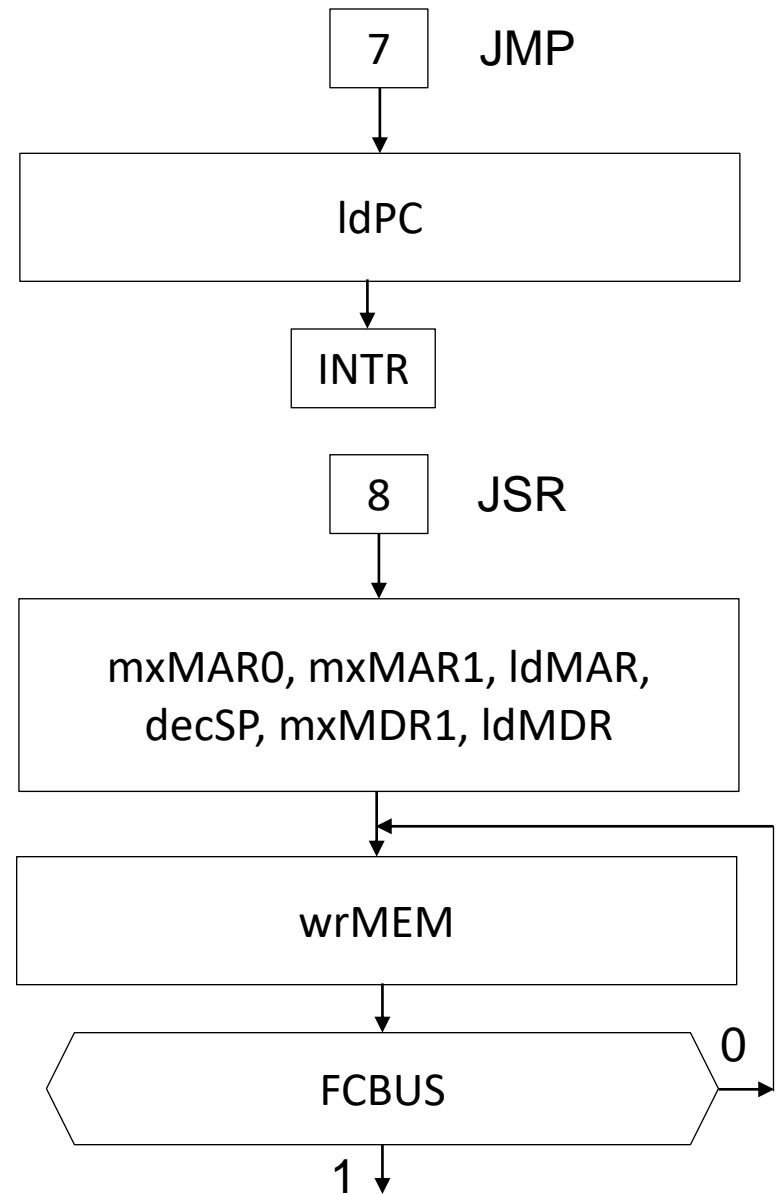 7 JMP
ldPC
INTR
8 JSR
mxMAR0, mxMAR1, ldMAR,
decSP, mxMDR1, ldMDR
wrMEM
0
FCBUS
1